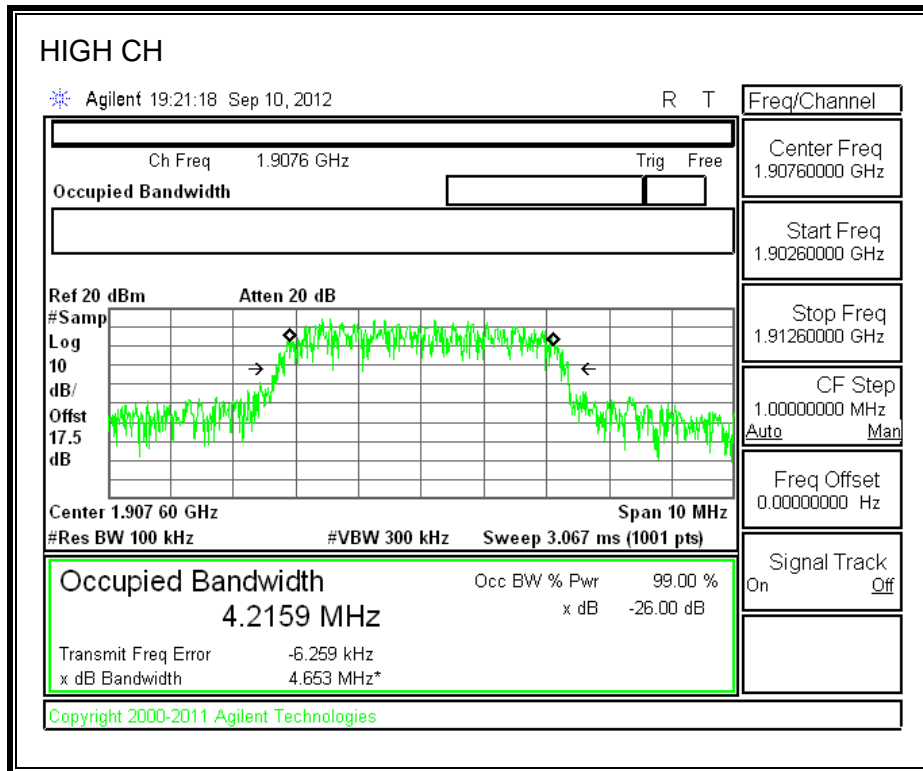 HIGH CH
Agilent 19:21:18 Sep 10, 2012 R T
Freq/Channel
Ch Freq 1.9076 GHz Trig Free
Occupied Bandwidth
Center Freq
1.90760000 GHz
Start Freq
1.90260000 GHz
Stop Freq
1.91260000 GHz
CF Step
1.00000000 MHz
Auto Man
Freq Offset
0.00000000 Hz
Signal Track
On Off
Ref 20 dBm Atten 20 dB
#Samp
Log
10
dB/
Offst
17.5
dB
Center 1.907 60 GHz Span 10 MHz
#Res BW 100 kHz #VBW 300 kHz Sweep 3.067 ms (1001 pts)
Occupied Bandwidth Occ BW % Pwr 99.00 %
4.2159 MHz x dB -26.00 dB
Transmit Freq Error -6.259 kHz
x dB Bandwidth 4.653 MHz*
Copyright 2000-2011 Agilent Technologies